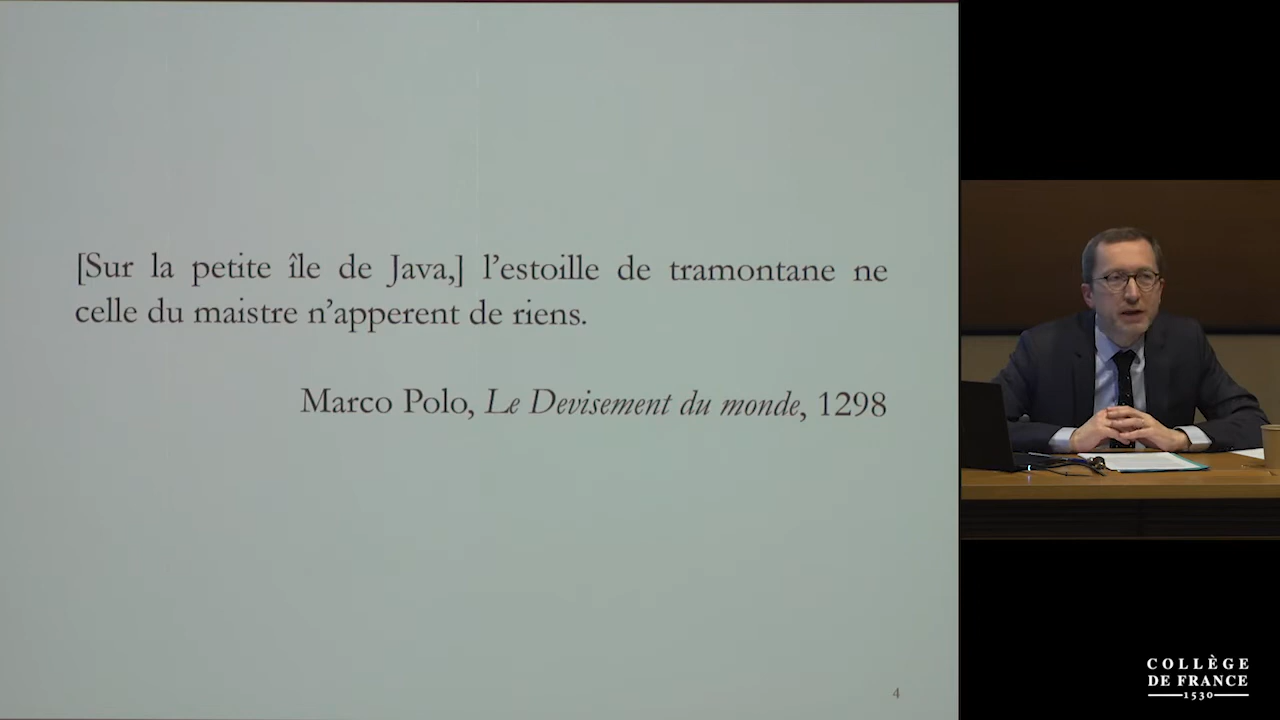 [Sur la petite île de Java,] l’estoille de tramontane ne
celle du maistre n’apperent de riens.
Marco Polo, Le Devisement du monde, 1298
4
COLLÈGE
DE FRANCE
1530